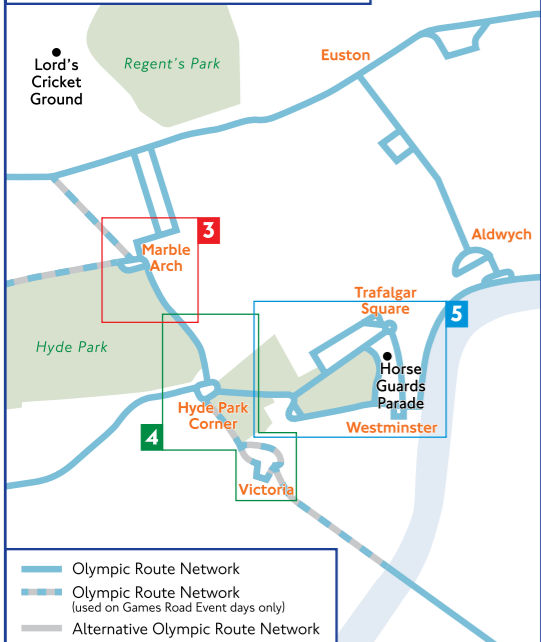 Euston
Lord's
Cricket
Ground
Regent's Park
3
Marble
Arch
Aldwych
Trafalgar
Square
5
Hyde Park
Horse
Guards
Parade
Hyde Park
Corner
4
Westminster
Victoria
Olympic Route Network
Olympic Route Network
(used on Games Road Event days only)
Alternative Olympic Route Network